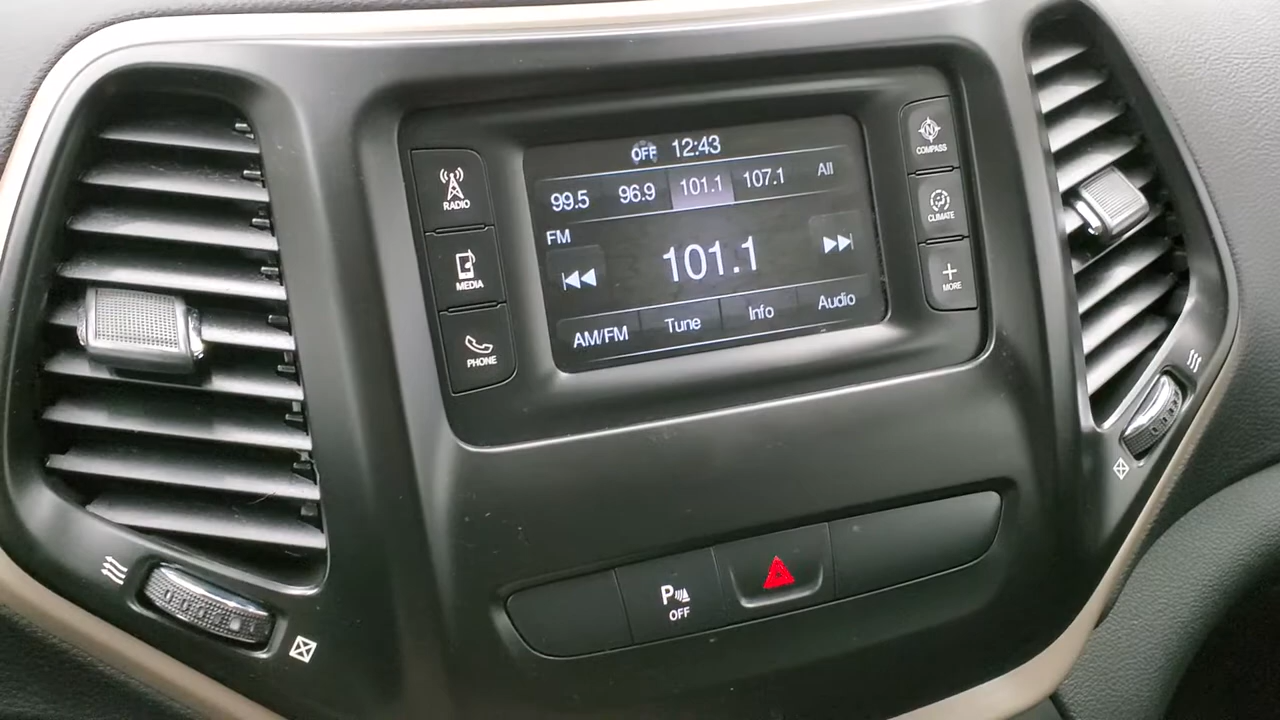 OFF 12:43
99.5 96.9 101.1 107.1 All
FM
101.1
AM/FM Tune Info Audio
RADIO
MEDIA
PHONE
N
COMPASS
CLIMATE
+
MORE
P
OFF